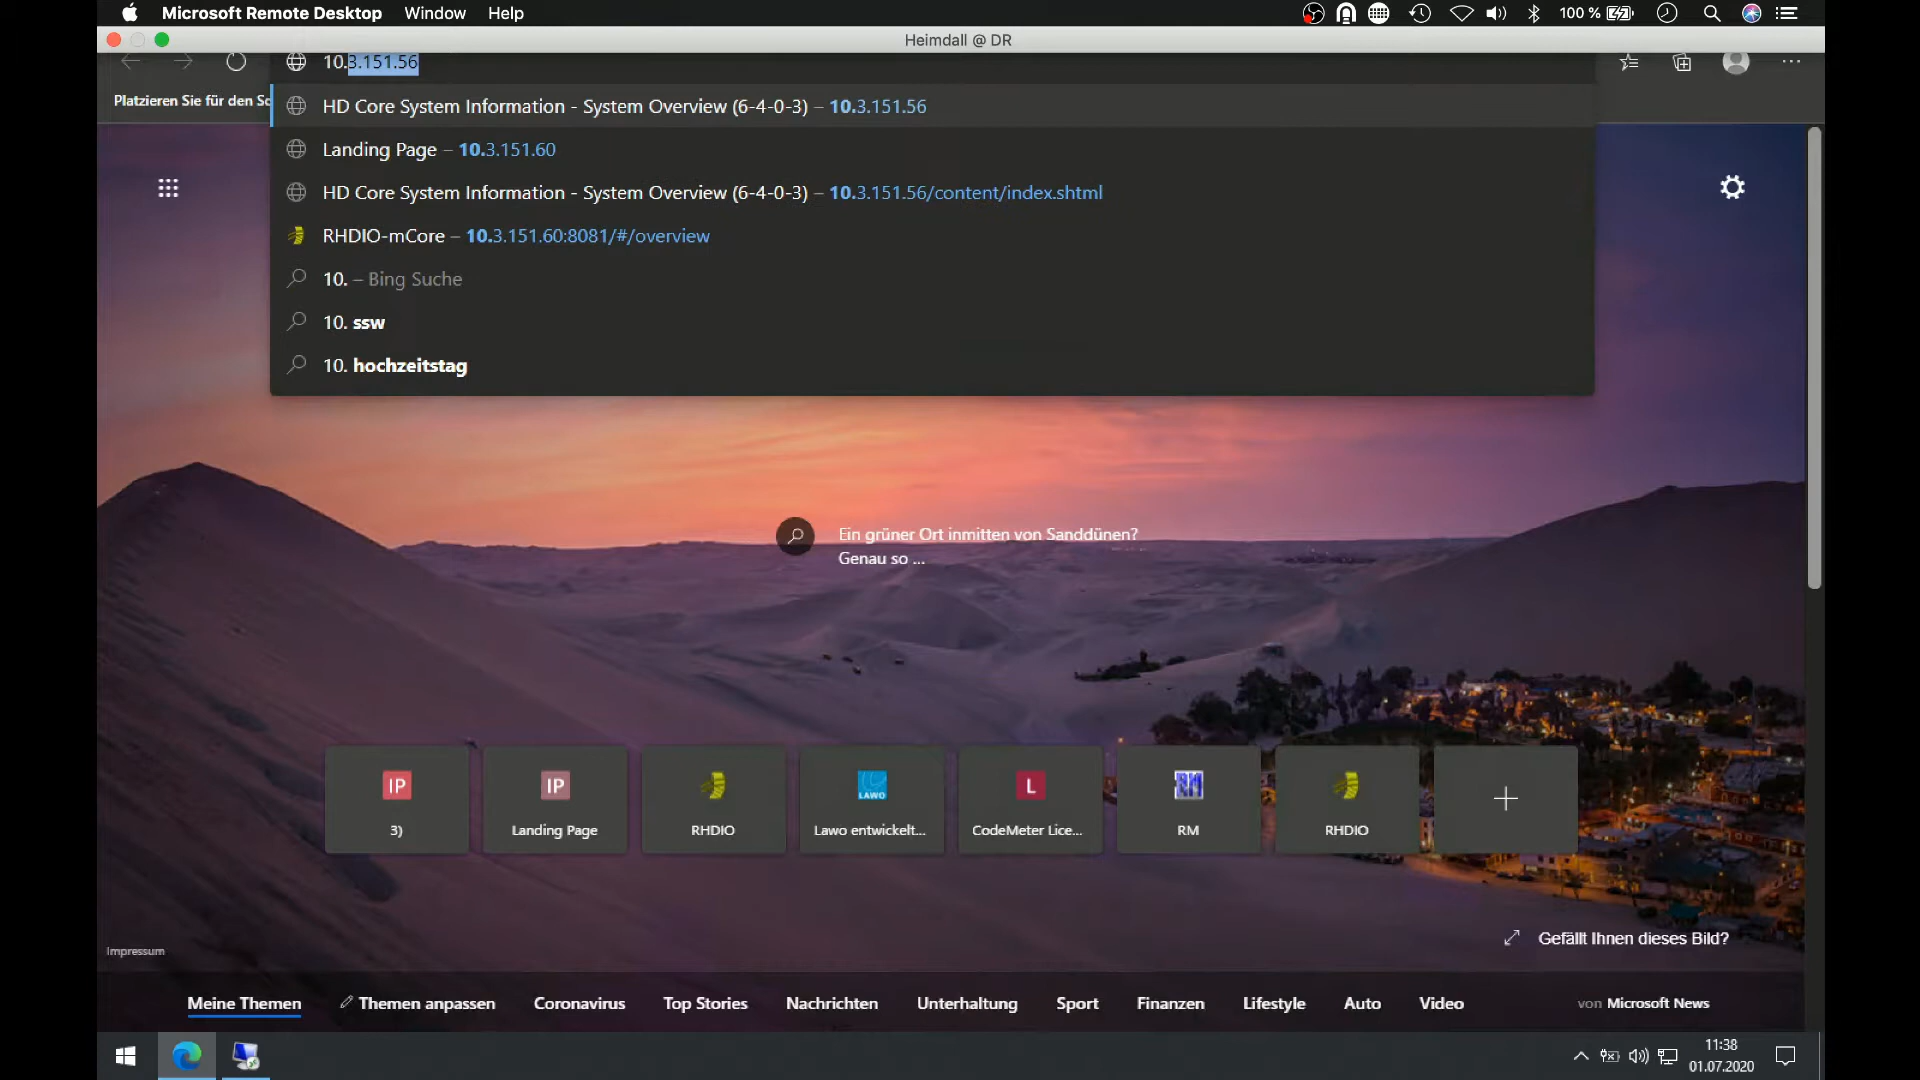 Microsoft Remote Desktop Window Help
100 %
Heimdall @ DR
10.3.151.56
Platzieren Sie für den Sc
HD Core System Information - System Overview (6-4-0-3) – 10.3.151.56
Landing Page – 10.3.151.60
HD Core System Information - System Overview (6-4-0-3) – 10.3.151.56/content/index.shtml
RHDIO-mCore – 10.3.151.60:8081/#/overview
10. – Bing Suche
10. ssw
10. hochzeitstag
Ein grüner Ort inmitten von Sanddünen?
Genau so ...
IP
IP
LAWO
L
RM
3)
Landing Page
RHDIO
Lawo entwickelt...
CodeMeter Lice...
RM
RHDIO
Gefällt Ihnen dieses Bild?
Impressum
Meine Themen Themen anpassen Coronavirus Top Stories Nachrichten Unterhaltung Sport Finanzen Lifestyle Auto Video von Microsoft News
11:38
01.07.2020